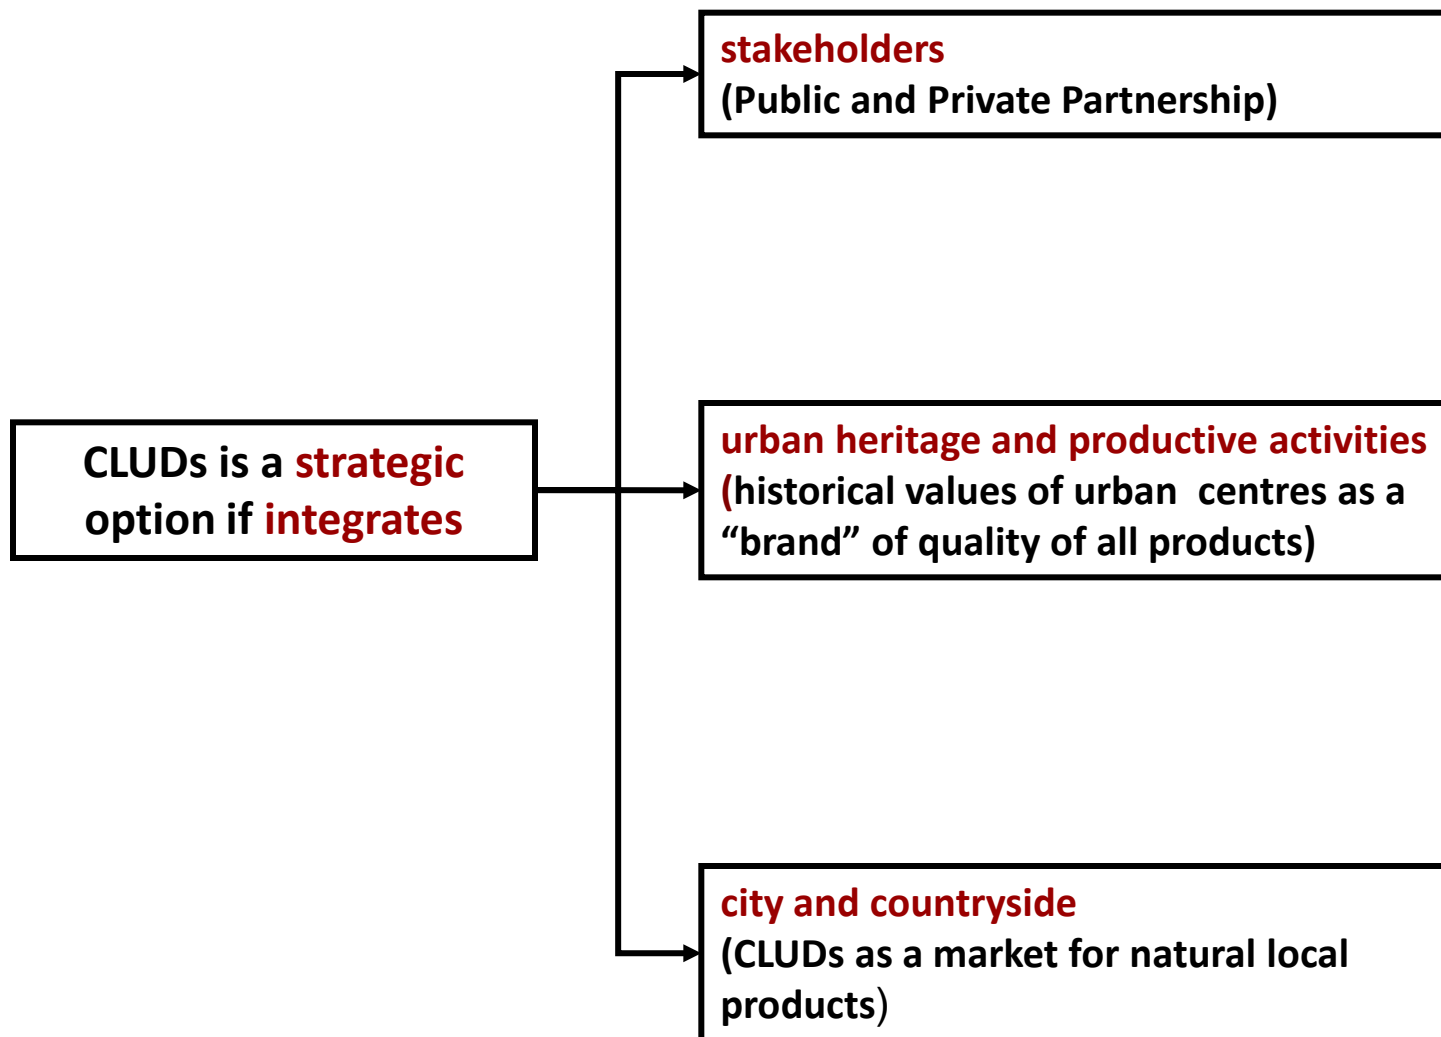 stakeholders
(Public and Private Partnership)
CLUDs is a strategic
option if integrates
urban heritage and productive activities
(historical values of urban centres as a
“brand” of quality of all products)
city and countryside
(CLUDs as a market for natural local
products)